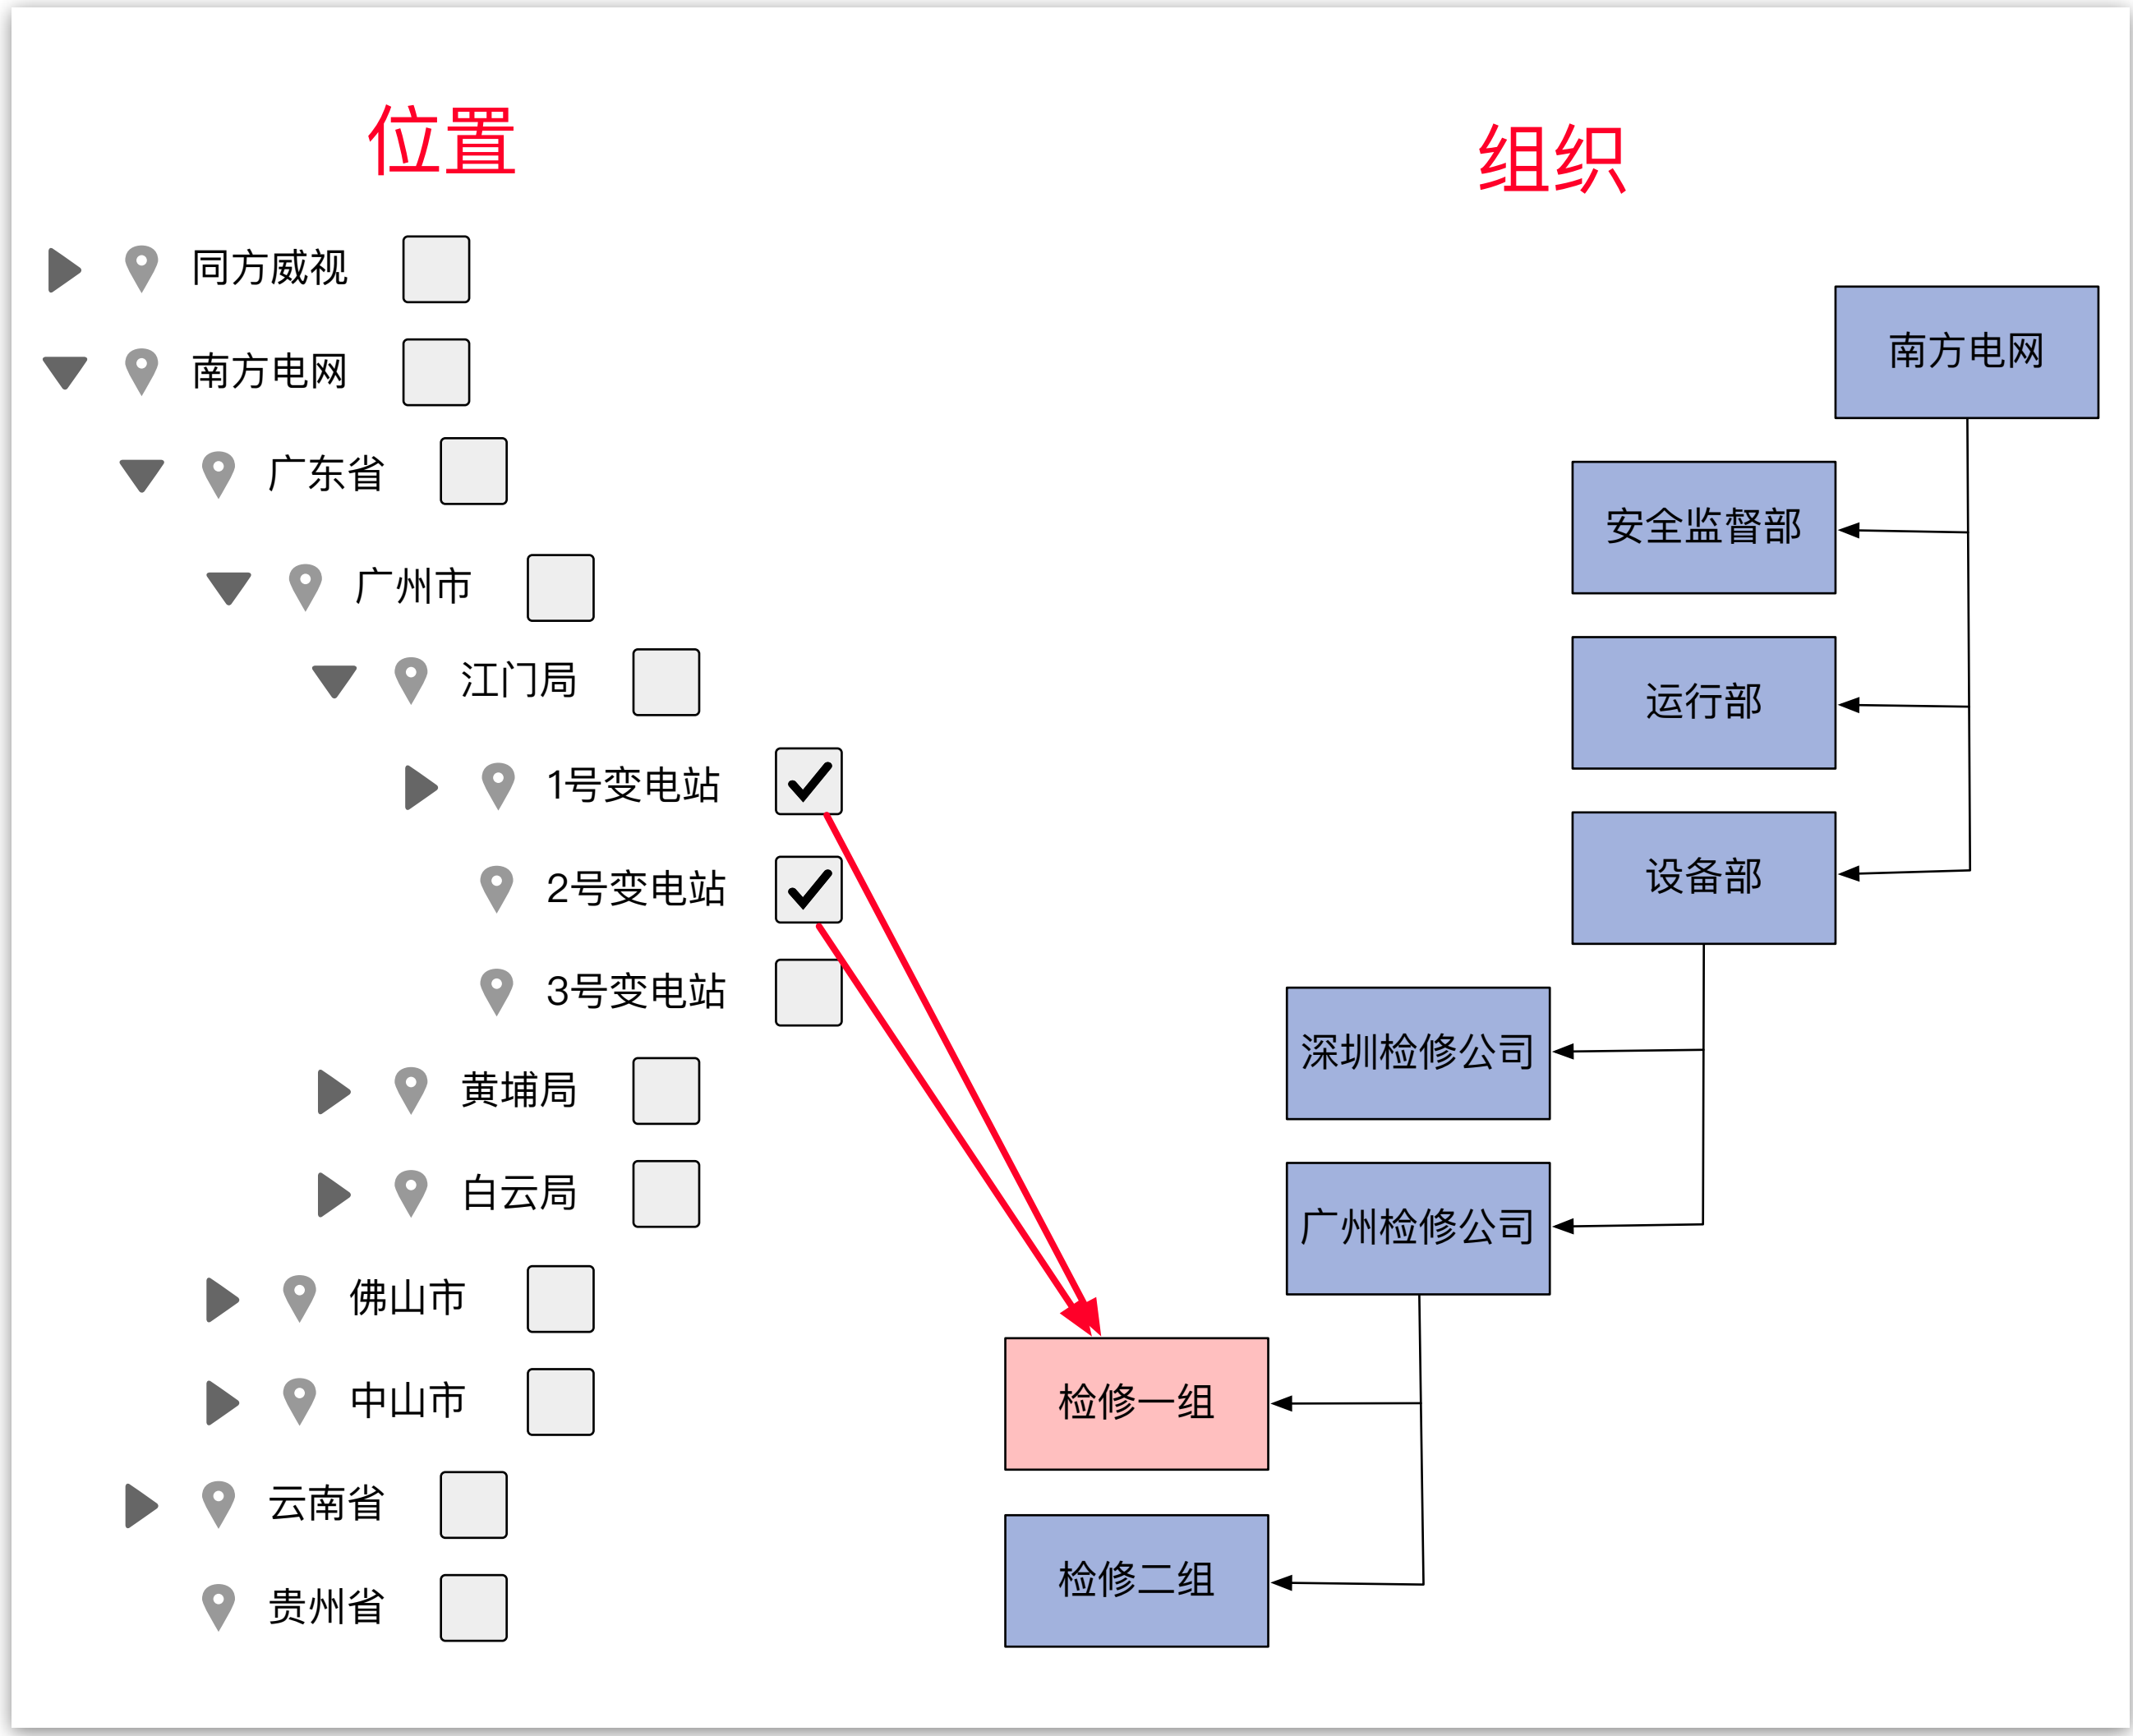 位置
同方威视
南方电网
广东省
广州市
江门局
1号变电站
2号变电站
3号变电站
黄埔局
白云局
佛山市
中山市
云南省
贵州省
组织
南方电网
安全监督部
运行部
设备部
深圳检修公司
广州检修公司
检修一组
检修二组